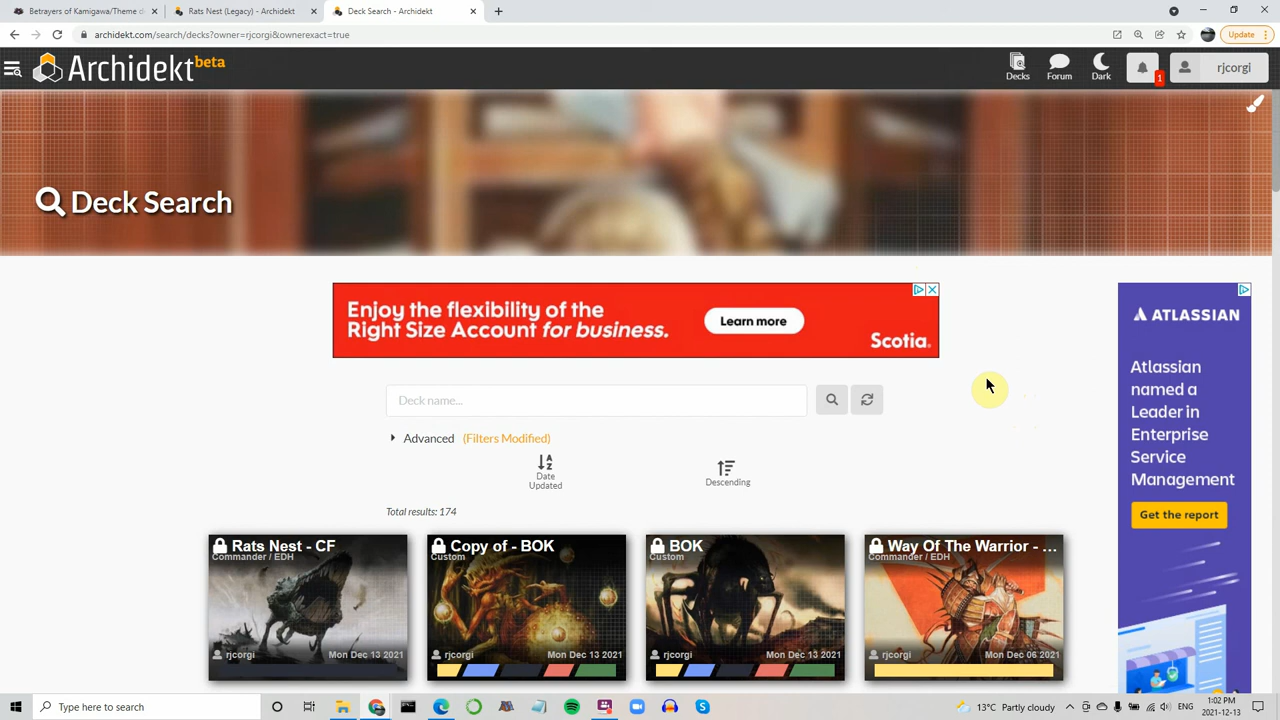 Betrayers of Kamigawa/Theme d
Rats Nest (Legacy) - Archidekt
Deck Search - Archidekt
archidekt.com/search/decks?owner=rjcorgi&ownerexact=true
Update
Archidekt beta
Decks
Forum
Dark
1
rjcorgi
Deck Search
Enjoy the flexibility of the
Right Size Account for business.
Learn more
Scotia.
ATLASSIAN
Atlassian
named a
Leader in
Enterprise
Service
Management
Get the report
Deck name...
Advanced (Filters Modified)
Date
Updated
Descending
Total results: 174
Rats Nest - CF
Commander / EDH
rjcorgi
Mon Dec 13 2021
Copy of - BOK
Custom
rjcorgi
Mon Dec 13 2021
BOK
Custom
rjcorgi
Mon Dec 13 2021
Way Of The Warrior - ...
Commander / EDH
rjcorgi
Mon Dec 06 2021
Type here to search
13°C Partly cloudy
1:02 PM
2021-12-13